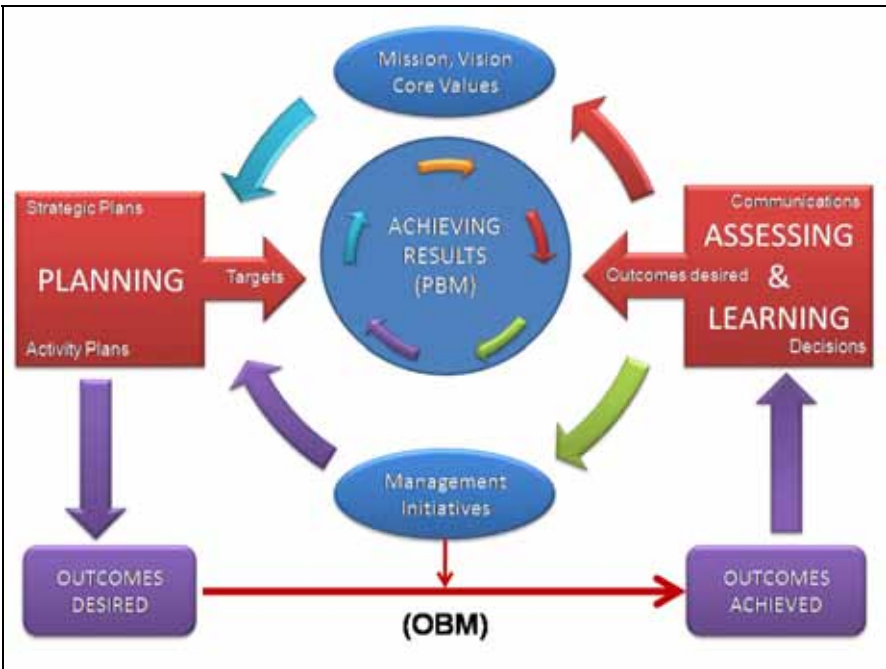 Mission, Vision
Core Values
Strategic Plans
PLANNING
Targets
Activity Plans
ACHIEVING
RESULTS
(PBM)
Communications
ASSESSING
&
LEARNING
Outcomes desired
Decisions
Management
Initiatives
OUTCOMES
DESIRED
(OBM)
OUTCOMES
ACHIEVED